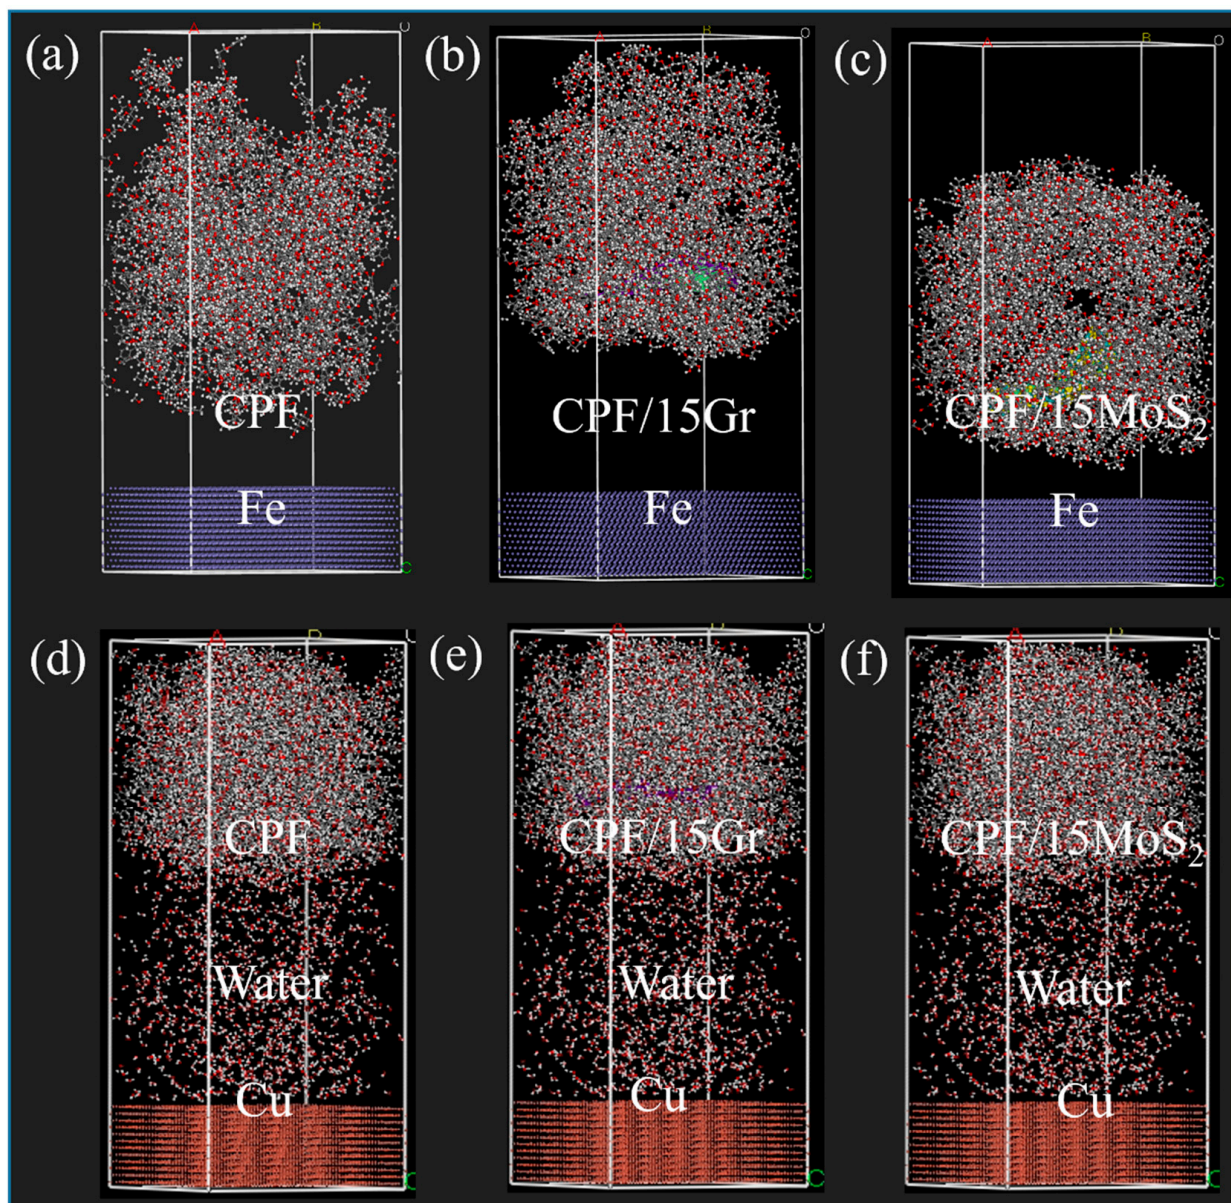 (a)
A
B
O
CPF
Fe
C
(b)
A
B
O
CPF/15Gr
Fe
C
(c)
A
B
O
CPF/15MoS₂
Fe
C
(d)
A
CPF
Water
Cu
(e)
A
CPF/15Gr
Water
Cu
C
(f)
A
CPF/15MoS₂
Water
Cu